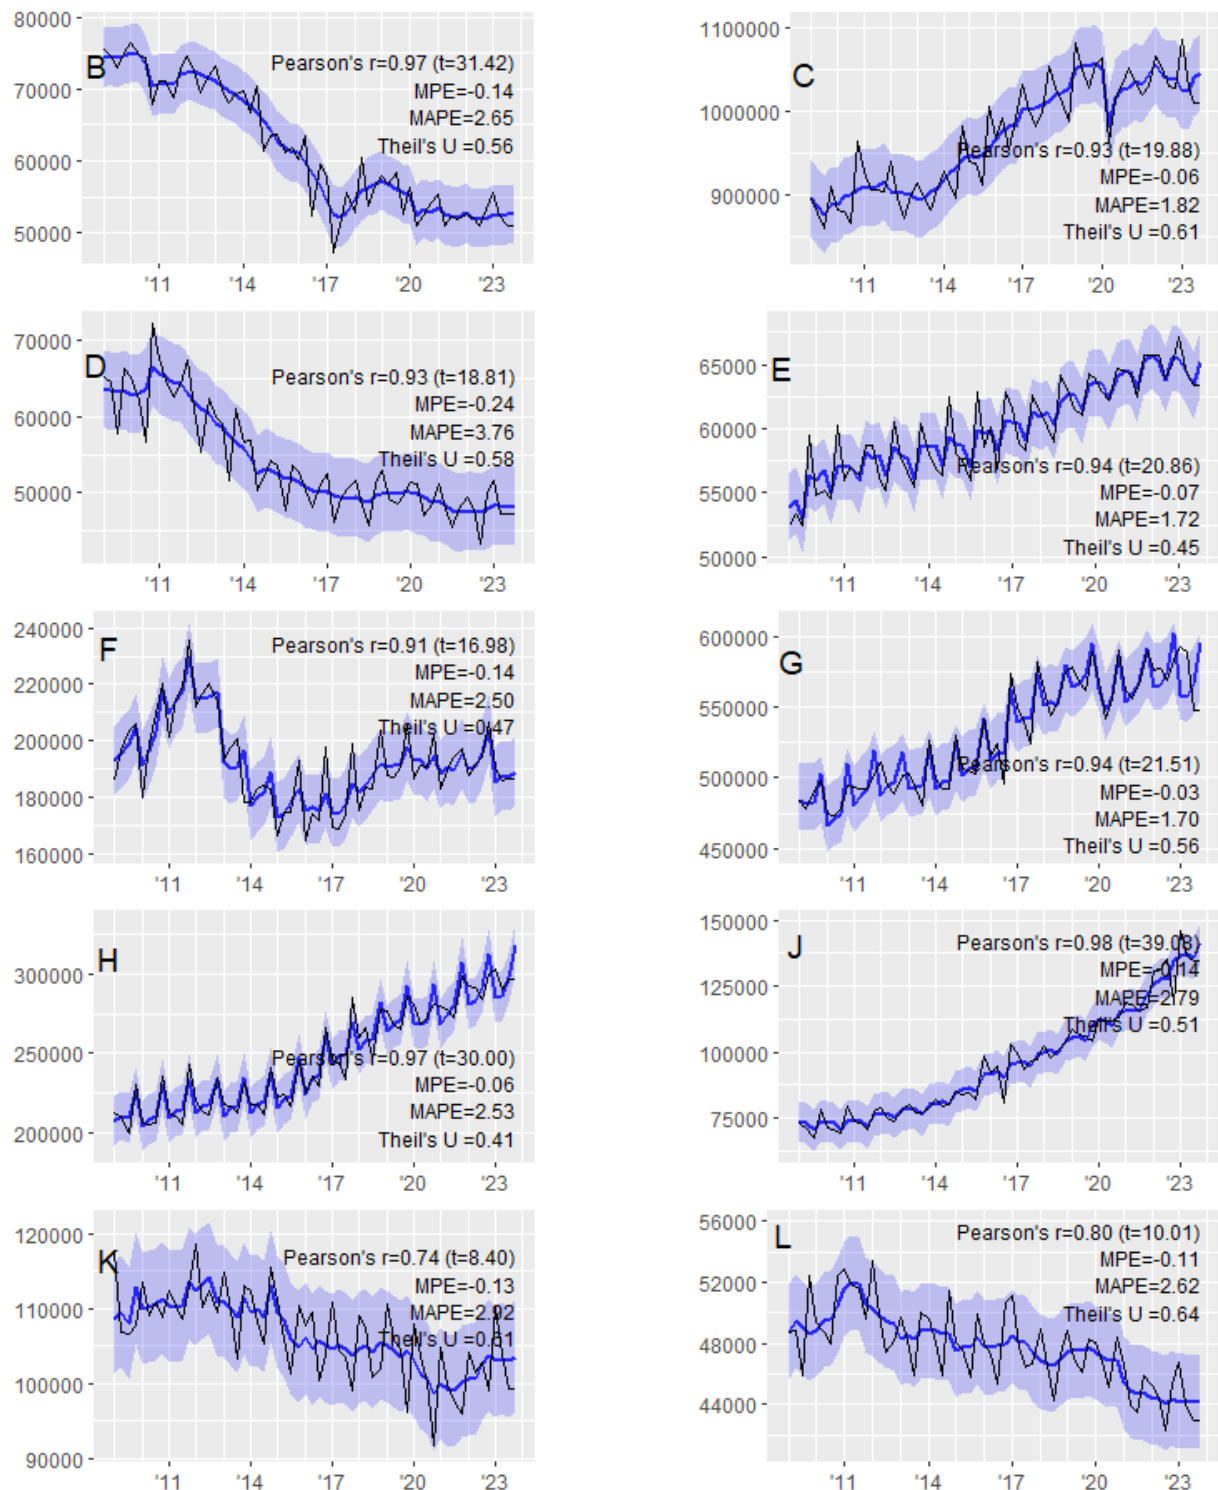 80000
70000
60000
50000
B
Pearson's r=0.97 (t=31.42)
MPE=-0.14
MAPE=2.65
Theil's U =0.56
'11 '14 '17 '20 '23
1100000
1000000
900000
C
Pearson's r=0.93 (t=19.88)
MPE=-0.06
MAPE=1.82
Theil's U =0.61
'11 '14 '17 '20 '23
70000
60000
50000
D
Pearson's r=0.93 (t=18.81)
MPE=-0.24
MAPE=3.76
Theil's U =0.58
'11 '14 '17 '20 '23
65000
60000
55000
50000
E
Pearson's r=0.94 (t=20.86)
MPE=-0.07
MAPE=1.72
Theil's U =0.45
'11 '14 '17 '20 '23
240000
220000
200000
180000
160000
F
Pearson's r=0.91 (t=16.98)
MPE=-0.14
MAPE=2.50
Theil's U =0.47
'11 '14 '17 '20 '23
600000
550000
500000
450000
G
Pearson's r=0.94 (t=21.51)
MPE=-0.03
MAPE=1.70
Theil's U =0.56
'11 '14 '17 '20 '23
300000
250000
200000
H
Pearson's r=0.97 (t=30.00)
MPE=-0.06
MAPE=2.53
Theil's U =0.41
'11 '14 '17 '20 '23
150000
125000
100000
75000
J
Pearson's r=0.98 (t=39.08)
MPE=-0.14
MAPE=2.79
Theil's U =0.51
'11 '14 '17 '20 '23
120000
110000
100000
90000
K
Pearson's r=0.74 (t=8.40)
MPE=-0.13
MAPE=2.92
Theil's U =0.61
'11 '14 '17 '20 '23
56000
52000
48000
44000
L
Pearson's r=0.80 (t=10.01)
MPE=-0.11
MAPE=2.62
Theil's U =0.64
'11 '14 '17 '20 '23